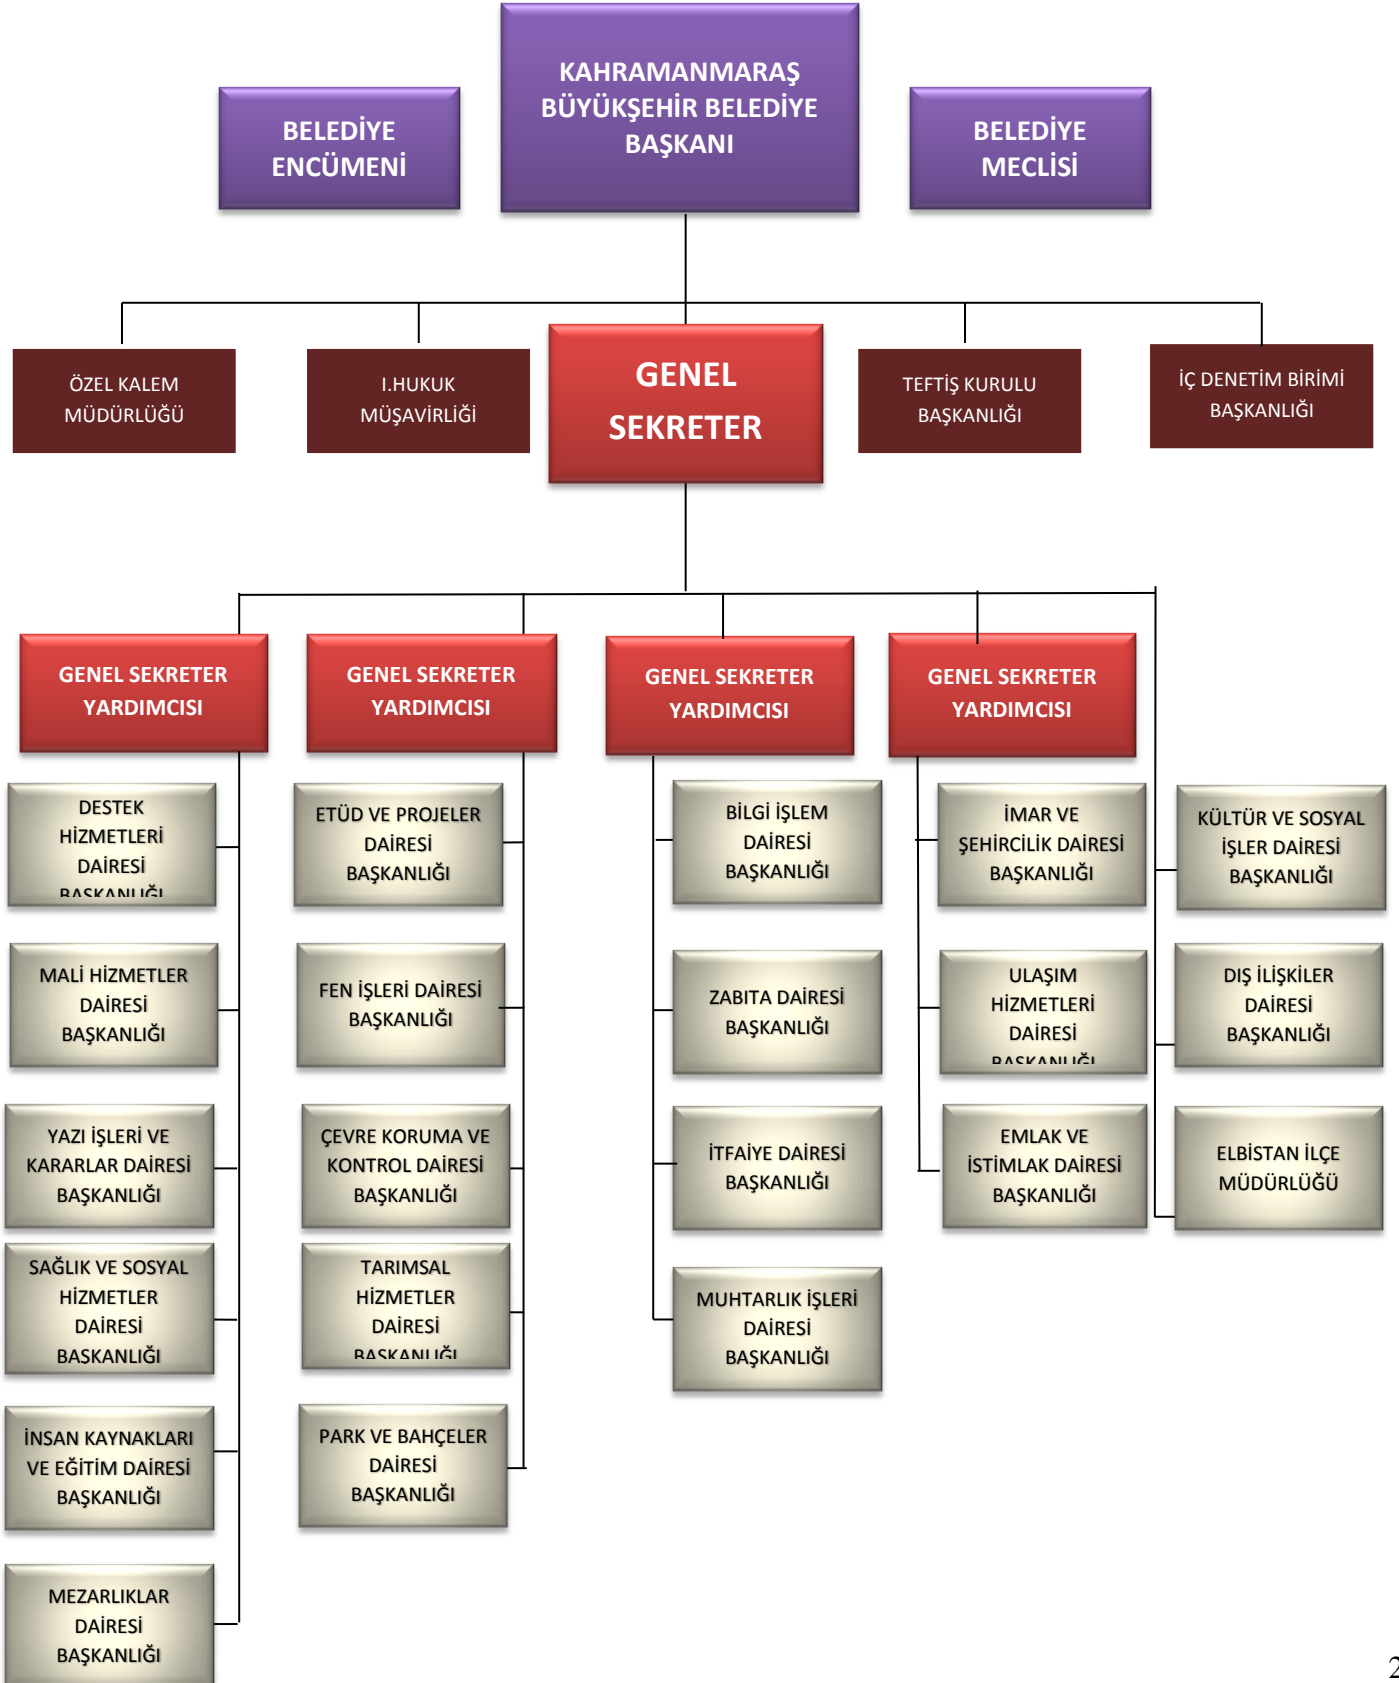 KAHRAMANMARAŞ
BÜYÜKŞEHİR BELEDİYE
BAŞKANI
BELEDİYE
ENCÜMENİ
BELEDİYE
MECLİSİ
ÖZEL KALEM
MÜDÜRLÜĞÜ
I.HUKUK
MÜŞAVİRLİĞİ
GENEL
SEKRETER
TEFTİŞ KURULU
BAŞKANLIĞI
İÇ DENETİM BİRİMİ
BAŞKANLIĞI
GENEL SEKRETER
YARDIMCISI
GENEL SEKRETER
YARDIMCISI
GENEL SEKRETER
YARDIMCISI
GENEL SEKRETER
YARDIMCISI
DESTEK
HİZMETLERİ
DAİRESİ
BAŞKANLIĞI
ETÜD VE PROJELER
DAİRESİ
BAŞKANLIĞI
BİLGİ İŞLEM
DAİRESİ
BAŞKANLIĞI
İMAR VE
ŞEHİRCİLİK DAİRESİ
BAŞKANLIĞI
KÜLTÜR VE SOSYAL
İŞLER DAİRESİ
BAŞKANLIĞI
MALİ HİZMETLER
DAİRESİ
BAŞKANLIĞI
FEN İŞLERİ DAİRESİ
BAŞKANLIĞI
ZABITA DAİRESİ
BAŞKANLIĞI
ULAŞIM
HİZMETLERİ
DAİRESİ
BAŞKANLIĞI
DIŞ İLİŞKİLER
DAİRESİ
BAŞKANLIĞI
YAZI İŞLERİ VE
KARARLAR DAİRESİ
BAŞKANLIĞI
ÇEVRE KORUMA VE
KONTROL DAİRESİ
BAŞKANLIĞI
İTFAİYE DAİRESİ
BAŞKANLIĞI
EMLAK VE
İSTİMLAK DAİRESİ
BAŞKANLIĞI
ELBİSTAN İLÇE
MÜDÜRLÜĞÜ
SAĞLIK VE SOSYAL
HİZMETLER
DAİRESİ
BAŞKANLIĞI
TARIMSAL
HİZMETLER
DAİRESİ
BAŞKANLIĞI
MUHTARLIK İŞLERİ
DAİRESİ
BAŞKANLIĞI
İNSAN KAYNAKLARI
VE EĞİTİM DAİRESİ
BAŞKANLIĞI
PARK VE BAHÇELER
DAİRESİ
BAŞKANLIĞI
MEZARLIKLAR
DAİRESİ
BAŞKANLIĞI
2